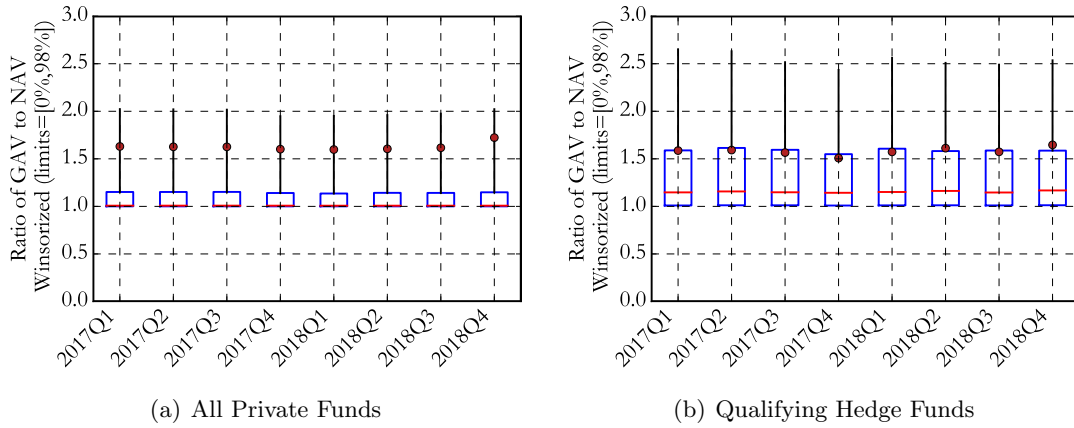 Ratio of GAV to NAV
Winsorized (limits=[0%,98%])
3.0
2.5
2.0
1.5
1.0
0.5
0.0
2017Q1
2017Q2
2017Q3
2017Q4
2018Q1
2018Q2
2018Q3
2018Q4
(a) All Private Funds
Ratio of GAV to NAV
Winsorized (limits=[0%,98%])
3.0
2.5
2.0
1.5
1.0
0.5
0.0
2017Q1
2017Q2
2017Q3
2017Q4
2018Q1
2018Q2
2018Q3
2018Q4
(b) Qualifying Hedge Funds